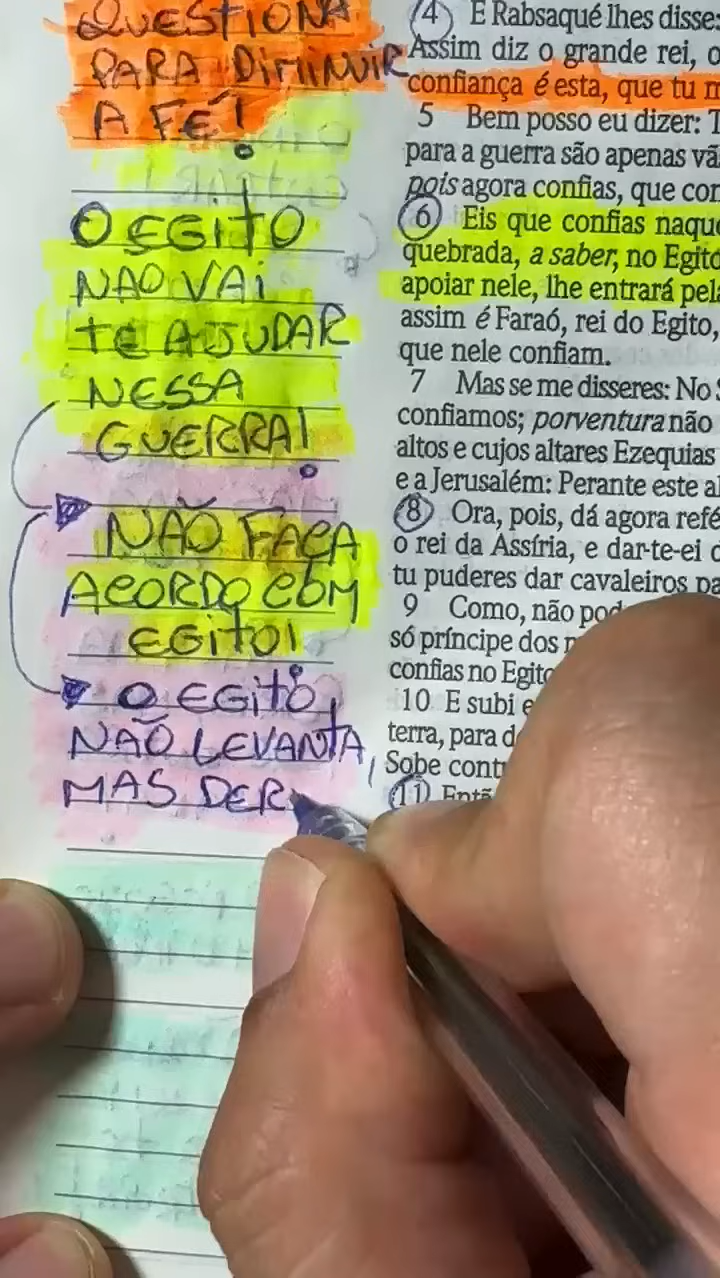 QUESTIONA
PARA DIMINUIR
A FÉ!
O EGITO
NAO VAI
TE AJUDAR
NESSA
GUERRA!
NÃO FAÇA
ACORDO COM
EGITO!
O EGITO
NÃO LEVANTA,
MAS DER
(4) E Rabsaqué lhes disse:
Assim diz o grande rei, o
confiança é esta, que tu m
5 Bem posso eu dizer: T
para a guerra são apenas vã
pois agora confias, que con
(6) Eis que confias naque
quebrada, a saber, no Egito
apoiar nele, lhe entrará pela
assim é Faraó, rei do Egito,
que nele confiam.
7 Mas se me disseres: No S
confiamos; porventura não
altos e cujos altares Ezequias
e a Jerusalém: Perante este al
(8) Ora, pois, dá agora refé
o rei da Assíria, e dar-te-ei d
tu puderes dar cavaleiros pa
9 Como, não pod
só príncipe dos
confias no Egito
10 E subi e
terra, para d
Sobe cont
(11) Entã